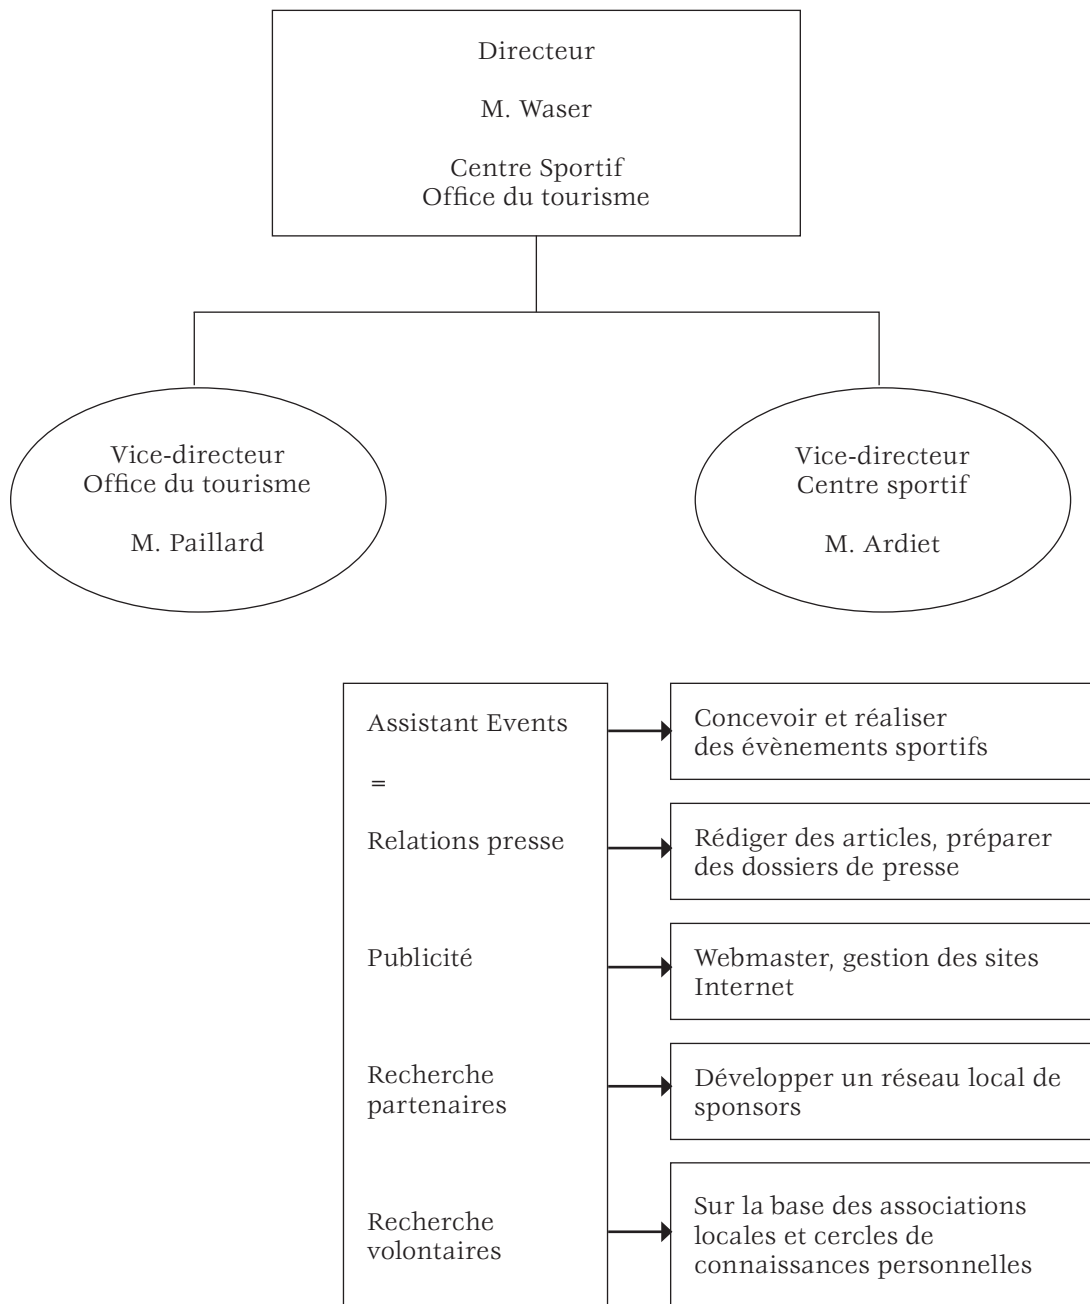 Directeur
M. Waser
Centre Sportif
Office du tourisme
Vice-directeur
Office du tourisme
M. Paillard
Vice-directeur
Centre sportif
M. Ardiet
Assistant Events
Concevoir et réaliser
des évènements sportifs
=
Relations presse
Rédiger des articles, préparer
des dossiers de presse
Publicité
Webmaster, gestion des sites
Internet
Recherche
partenaires
Développer un réseau local de
sponsors
Recherche
volontaires
Sur la base des associations
locales et cercles de
connaissances personnelles